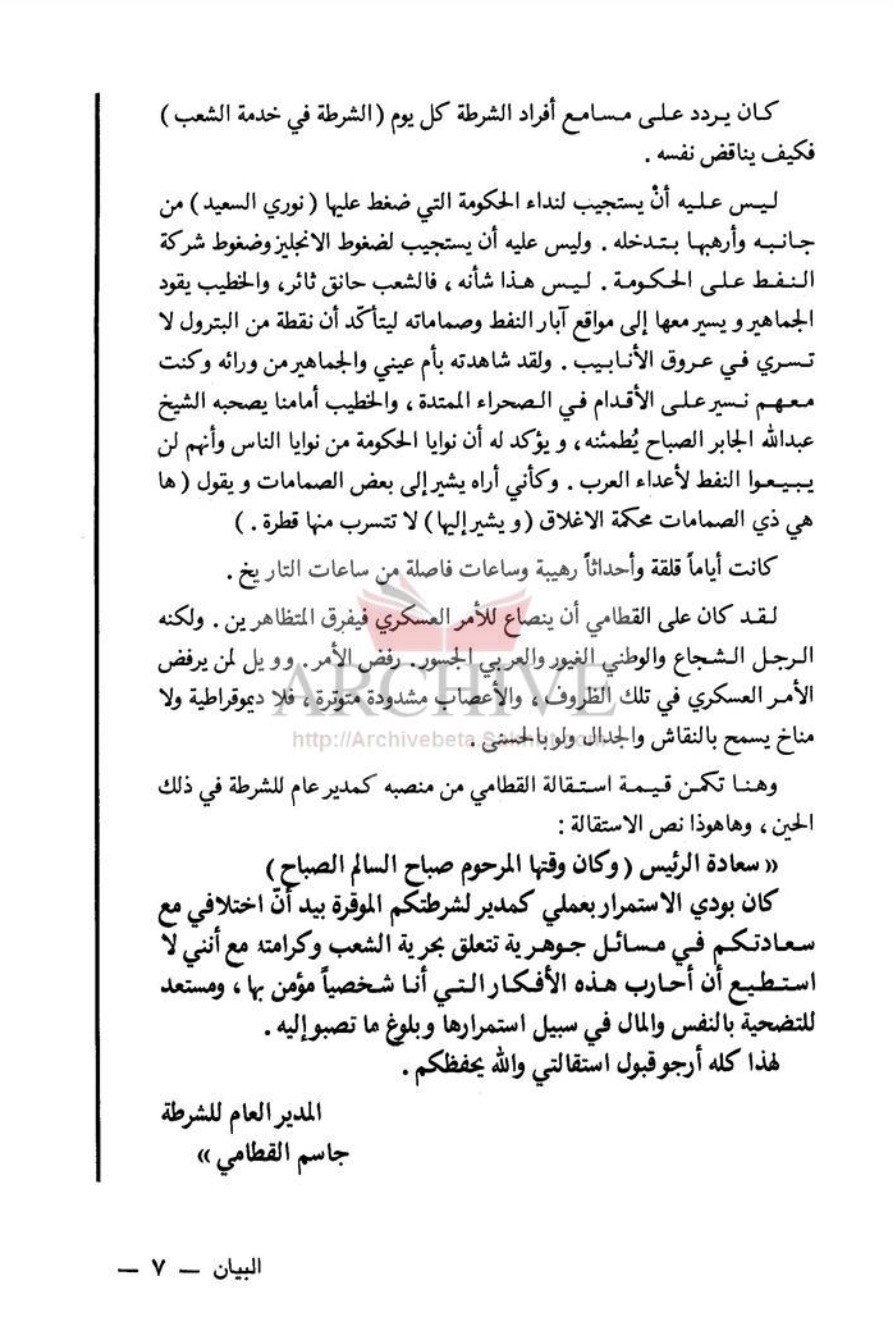 كان يردد على مسامع أفراد الشرطة كل يوم (الشرطة في خدمة الشعب)
فكيف يناقض نفسه .
ليس عليه أنْ يستجيب لنداء الحكومة التي ضغط عليها (نوري السعيد) من
جانبه وأرهبها بتدخله . وليس عليه أن يستجيب لضغوط الانجليز وضغوط شركة
النفط على الحكومة . ليس هذا شأنه ، فالشعب حانق ثائر، والخطيب يقود
الجماهير ويسير معها إلى مواقع آبار النفط وصماماته ليتأكّد أن نقطة من البترول لا
تسري في عروق الأنابيب . ولقد شاهدته بأم عيني والجماهير من ورائه وكنت
معهم نسير على الأقدام في الصحراء الممتدة ، والخطيب أمامنا يصحبه الشيخ
عبدالله الجابر الصباح يُطمئنه، ويؤكد له أن نوايا الحكومة من نوايا الناس وأنهم لن
يبيعوا النفط لأعداء العرب . وكأني أراه يشير إلى بعض الصمامات ويقول (ها
هي ذي الصمامات محكمة الاغلاق (ويشير إليها) لا تتسرب منها قطرة . )
كانت أياماً قلقة وأحداثاً رهيبة وساعات فاصلة من ساعات التاريخ .
لقد كان على القطامي أن ينصاع للأمر العسكري فيفرق المتظاهرين . ولكنه
الرجل الشجاع والوطني الغيور والعربي الجسور. رفض الأمر. وويل لمن يرفض
الأمر العسكري في تلك الظروف ، والأعصاب مشدودة متوترة ، فلا ديموقراطية ولا
مناخ يسمح بالنقاش والجدال ولو بالحسنى .
ARCHIVE
http://Archivebeta.Sakhrit.com
وهنا تكمن قيمة استقالة القطامي من منصبه كمدير عام للشرطة في ذلك
الحين ، وهاهوذا نص الاستقالة :
« سعادة الرئيس (وكان وقتها المرحوم صباح السالم الصباح)
كان بودي الاستمرار بعملي كمدير لشرطتكم الموقرة بيد أنّ اختلافي مع
سعادتكم في مسائل جوهرية تتعلق بحرية الشعب وكرامته مع أنني لا
استطيع أن أحارب هذه الأفكار التي أنا شخصياً مؤمن بها ، ومستعد
للتضحية بالنفس والمال في سبيل استمرارها وبلوغ ما تصبو إليه .
لهذا كله أرجو قبول استقالتي والله يحفظكم .
المدير العام للشرطة
جاسم القطامي »
البيان — ٧ —